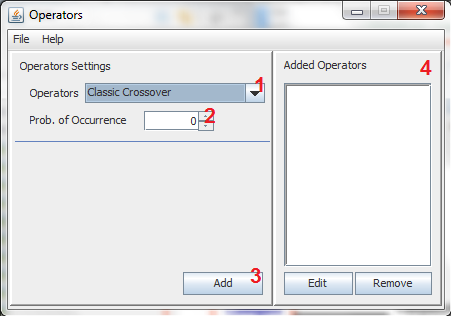 Operators
File Help
Operators Settings
Operators Classic Crossover 1
Prob. of Occurrence 0 2
Add 3
Added Operators 4
Edit Remove